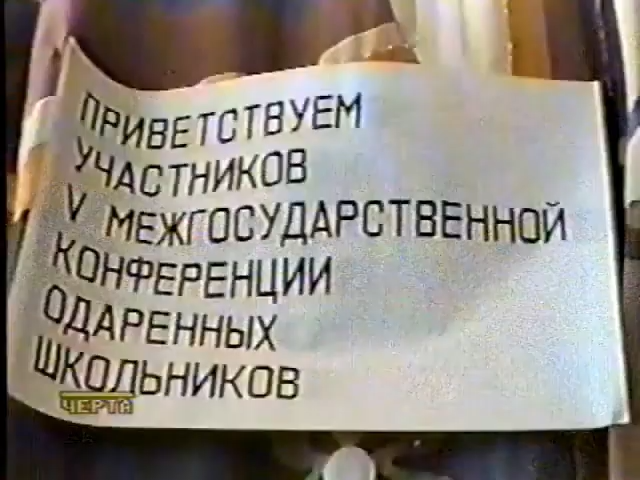 ПРИВЕТСТВУЕМ
УЧАСТНИКОВ
V МЕЖГОСУДАРСТВЕННОЙ
КОНФЕРЕНЦИИ
ОДАРЕННЫХ
ШКОЛЬНИКОВ
ЧЕРТА